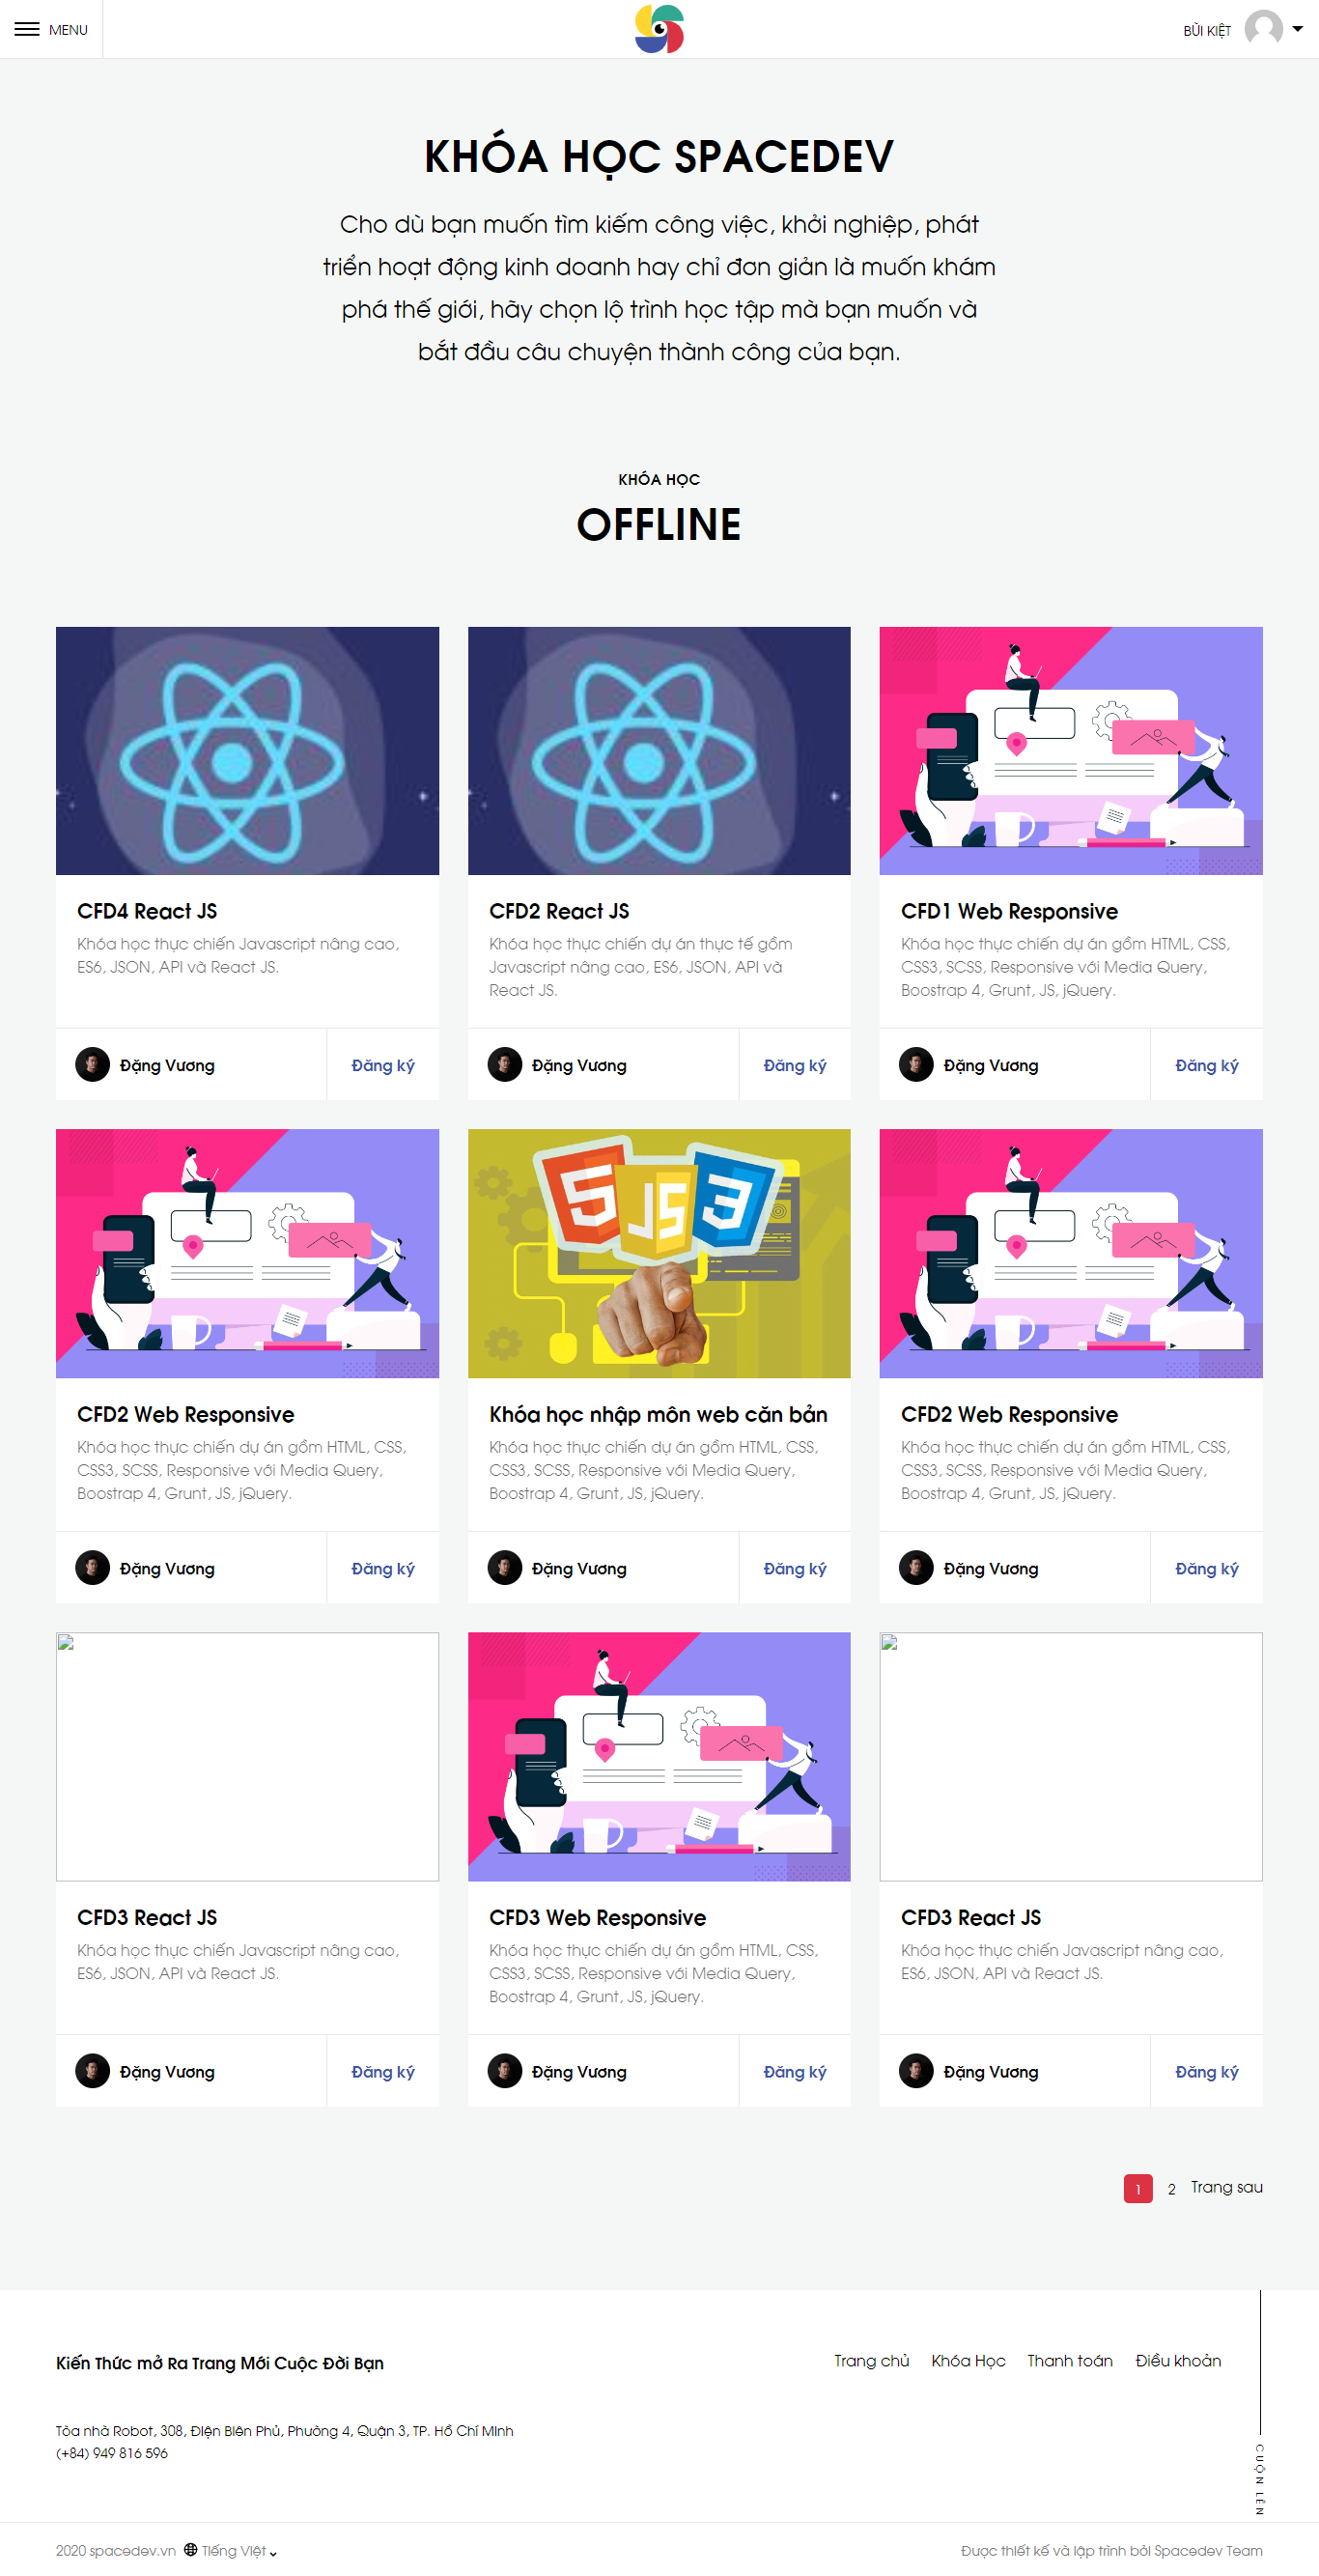 MENU
BÙI KIỆT
KHÓA HỌC SPACEDEV
Cho dù bạn muốn tìm kiếm công việc, khởi nghiệp, phát
triển hoạt động kinh doanh hay chỉ đơn giản là muốn khám
phá thế giới, hãy chọn lộ trình học tập mà bạn muốn và
bắt đầu câu chuyện thành công của bạn.
KHÓA HỌC
OFFLINE
CFD4 React JS
Khóa học thực chiến Javascript nâng cao,
ES6, JSON, API và React JS.
Đặng Vương
Đăng ký
CFD2 React JS
Khóa học thực chiến dự án thực tế gồm
Javascript nâng cao, ES6, JSON, API và
React JS.
Đặng Vương
Đăng ký
CFD1 Web Responsive
Khóa học thực chiến dự án gồm HTML, CSS,
CSS3, SCSS, Responsive với Media Query,
Boostrap 4, Grunt, JS, jQuery.
Đặng Vương
Đăng ký
CFD2 Web Responsive
Khóa học thực chiến dự án gồm HTML, CSS,
CSS3, SCSS, Responsive với Media Query,
Boostrap 4, Grunt, JS, jQuery.
Đặng Vương
Đăng ký
5 JS 3
Khóa học nhập môn web căn bản
Khóa học thực chiến dự án gồm HTML, CSS,
CSS3, SCSS, Responsive với Media Query,
Boostrap 4, Grunt, JS, jQuery.
Đặng Vương
Đăng ký
CFD2 Web Responsive
Khóa học thực chiến dự án gồm HTML, CSS,
CSS3, SCSS, Responsive với Media Query,
Boostrap 4, Grunt, JS, jQuery.
Đặng Vương
Đăng ký
CFD3 React JS
Khóa học thực chiến Javascript nâng cao,
ES6, JSON, API và React JS.
Đặng Vương
Đăng ký
CFD3 Web Responsive
Khóa học thực chiến dự án gồm HTML, CSS,
CSS3, SCSS, Responsive với Media Query,
Boostrap 4, Grunt, JS, jQuery.
Đặng Vương
Đăng ký
CFD3 React JS
Khóa học thực chiến Javascript nâng cao,
ES6, JSON, API và React JS.
Đặng Vương
Đăng ký
1 2 Trang sau
Kiến Thức mở Ra Trang Mới Cuộc Đời Bạn
Trang chủ Khóa Học Thanh toán Điều khoản
Tòa nhà Robot, 308, Điện Biên Phủ, Phường 4, Quận 3, TP. Hồ Chí Minh
(+84) 949 816 596
CUỘN LÊN
2020 spacedev.vn Tiếng Việt
Được thiết kế và lập trình bởi Spacedev Team